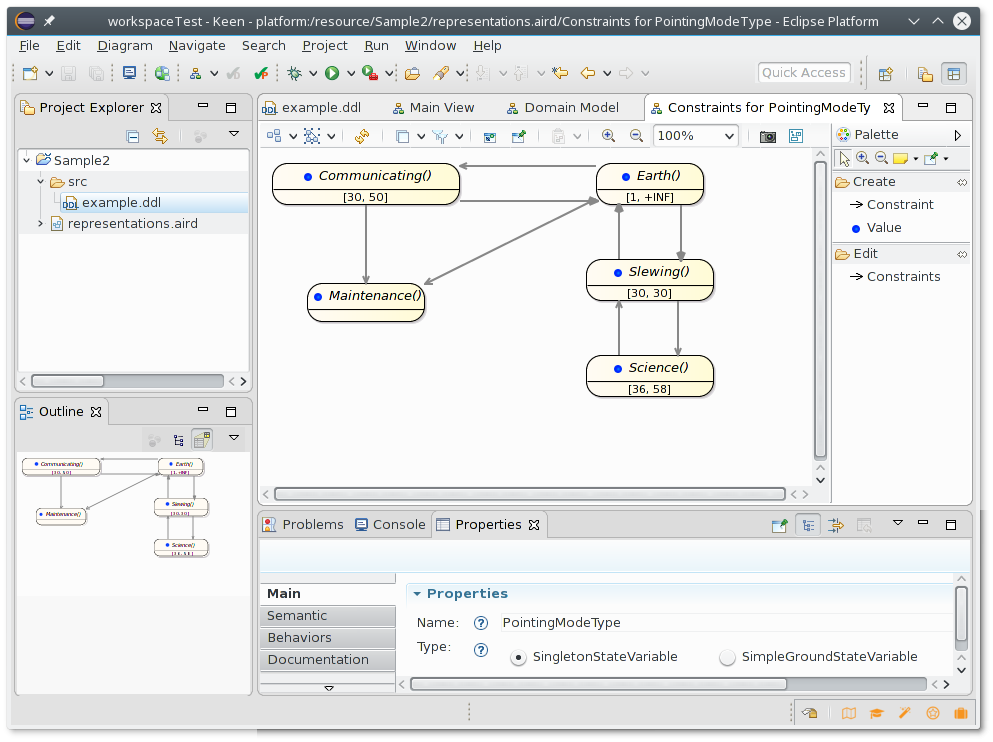 workspaceTest - Keen - platform:/resource/Sample2/representations.aird/Constraints for PointingModeType - Eclipse Platform
File Edit Diagram Navigate Search Project Run Window Help
Quick Access
Project Explorer
Sample2
src
DDL example.ddl
representations.aird
Outline
Communicating()
[30, 50]
Earth()
Maintenance()
Slewing()
[30,30]
Science()
DDL example.ddl Main View Domain Model Constraints for PointingModeTy
100%
Communicating()
[30, 50]
Earth()
[1, +INF]
Maintenance()
Slewing()
[30, 30]
Science()
[36, 58]
Palette
Create
Constraint
Value
Edit
Constraints
Problems Console Properties
Main
Semantic
Behaviors
Documentation
Properties
Name: PointingModeType
Type: SingletonStateVariable SimpleGroundStateVariable